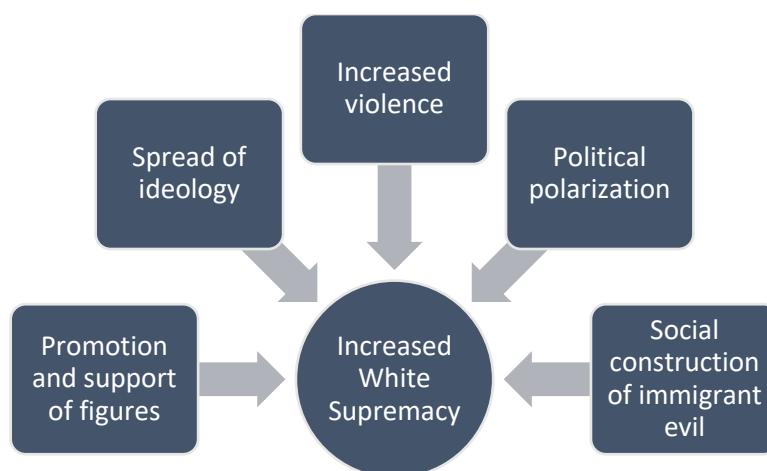 Increased
violence
Spread of
ideology
Political
polarization
Promotion
and support
of figures
Increased
White
Supremacy
Social
construction
of immigrant
evil